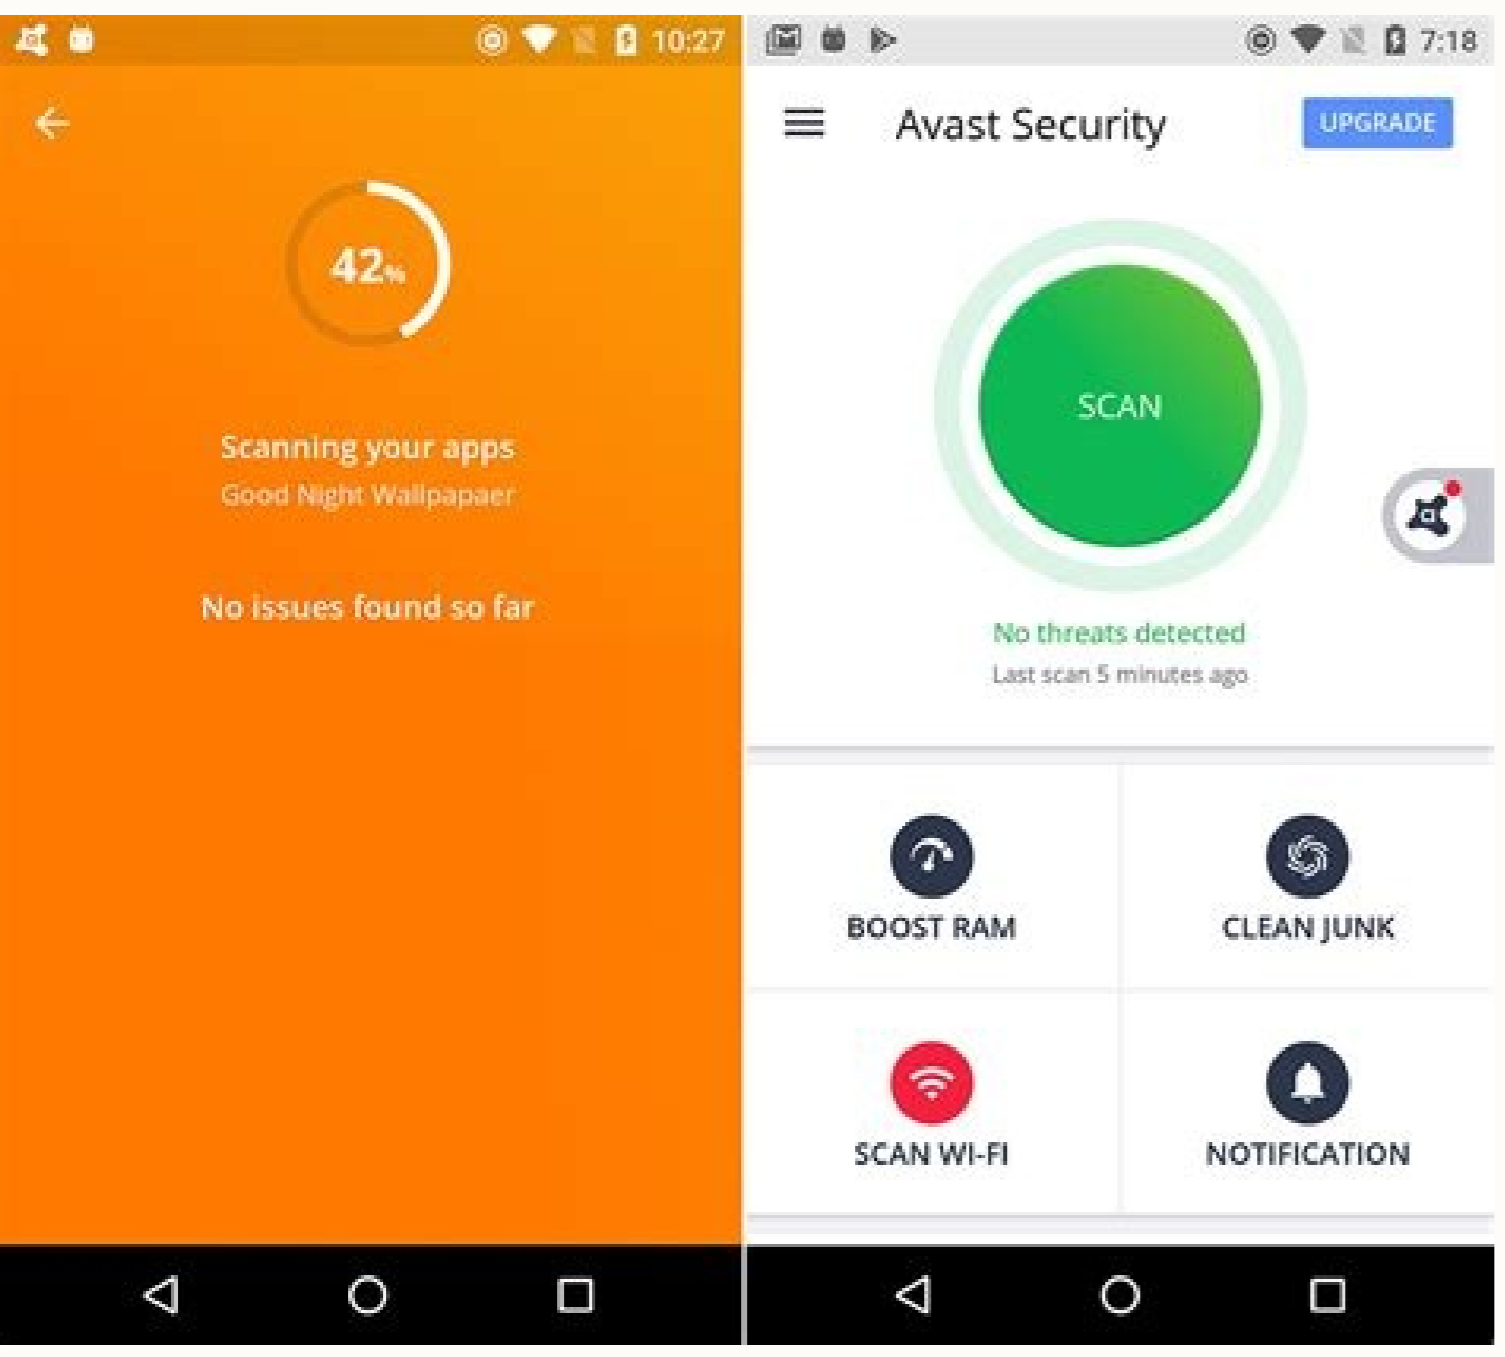 10:27
42%
Scanning your apps
Good Night Wallpapaer
No issues found so far
7:18
Avast Security
UPGRADE
SCAN
No threats detected
Last scan 5 minutes ago
BOOST RAM
CLEAN JUNK
SCAN WI-FI
NOTIFICATION